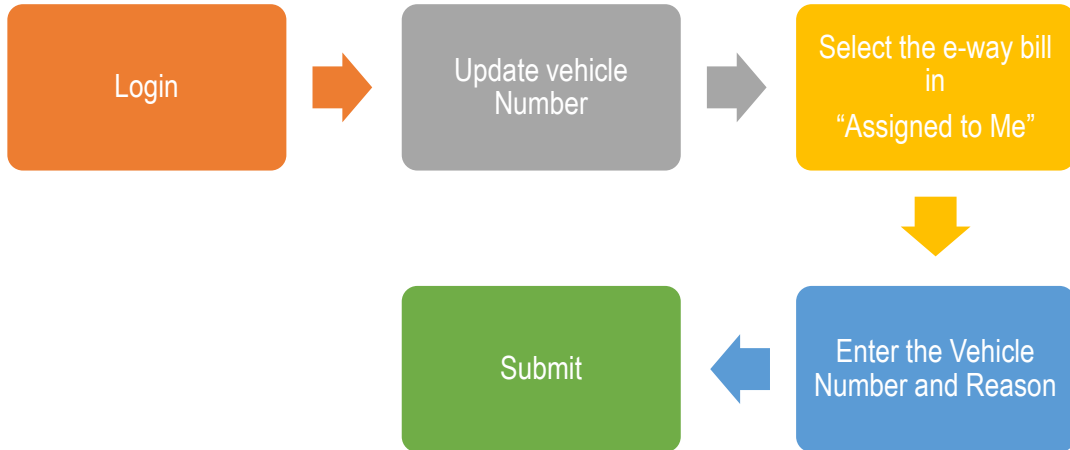 Login
Update vehicle
Number
Select the e-way bill
in
“Assigned to Me”
Enter the Vehicle
Number and Reason
Submit